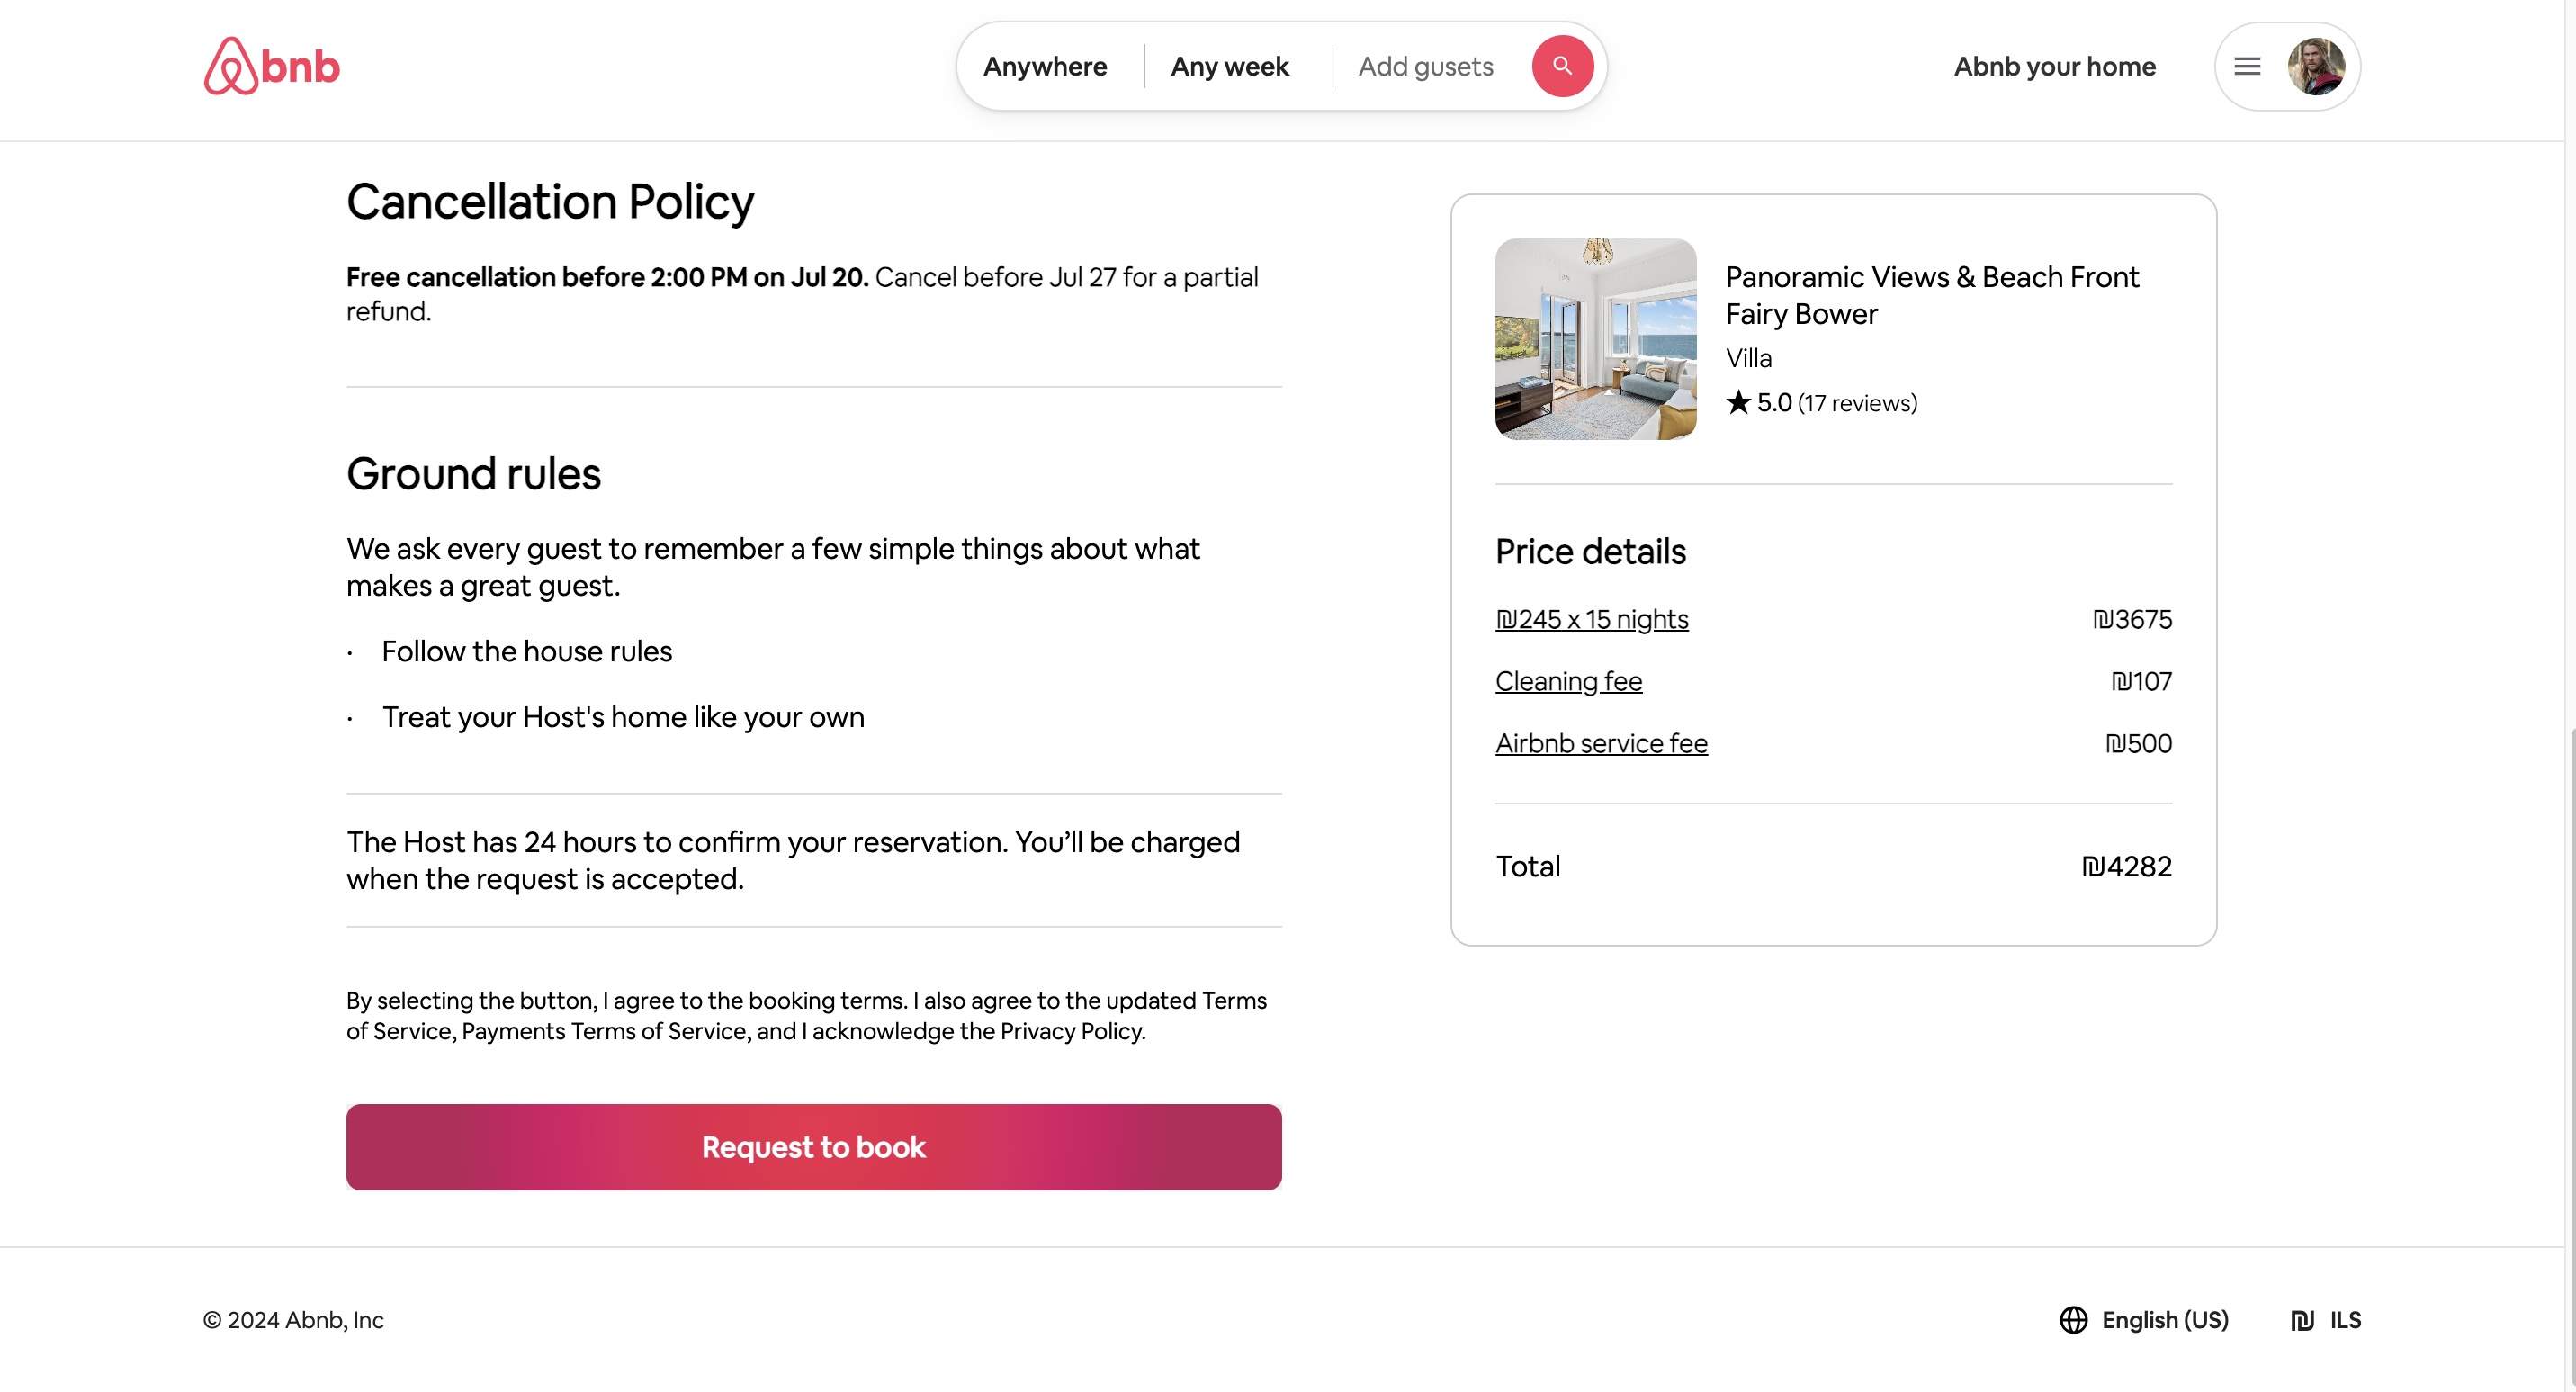 bnb
Anywhere
Any week
Add gusets
Abnb your home
Cancellation Policy
Free cancellation before 2:00 PM on Jul 20. Cancel before Jul 27 for a partial
refund.
Ground rules
We ask every guest to remember a few simple things about what
makes a great guest.
· Follow the house rules
· Treat your Host's home like your own
The Host has 24 hours to confirm your reservation. You’ll be charged
when the request is accepted.
By selecting the button, I agree to the booking terms. I also agree to the updated Terms
of Service, Payments Terms of Service, and I acknowledge the Privacy Policy.
Request to book
Panoramic Views & Beach Front
Fairy Bower
Villa
★ 5.0 (17 reviews)
Price details
₪245 x 15 nights ₪3675
Cleaning fee ₪107
Airbnb service fee ₪500
Total ₪4282
© 2024 Abnb, Inc
English (US)
₪ ILS